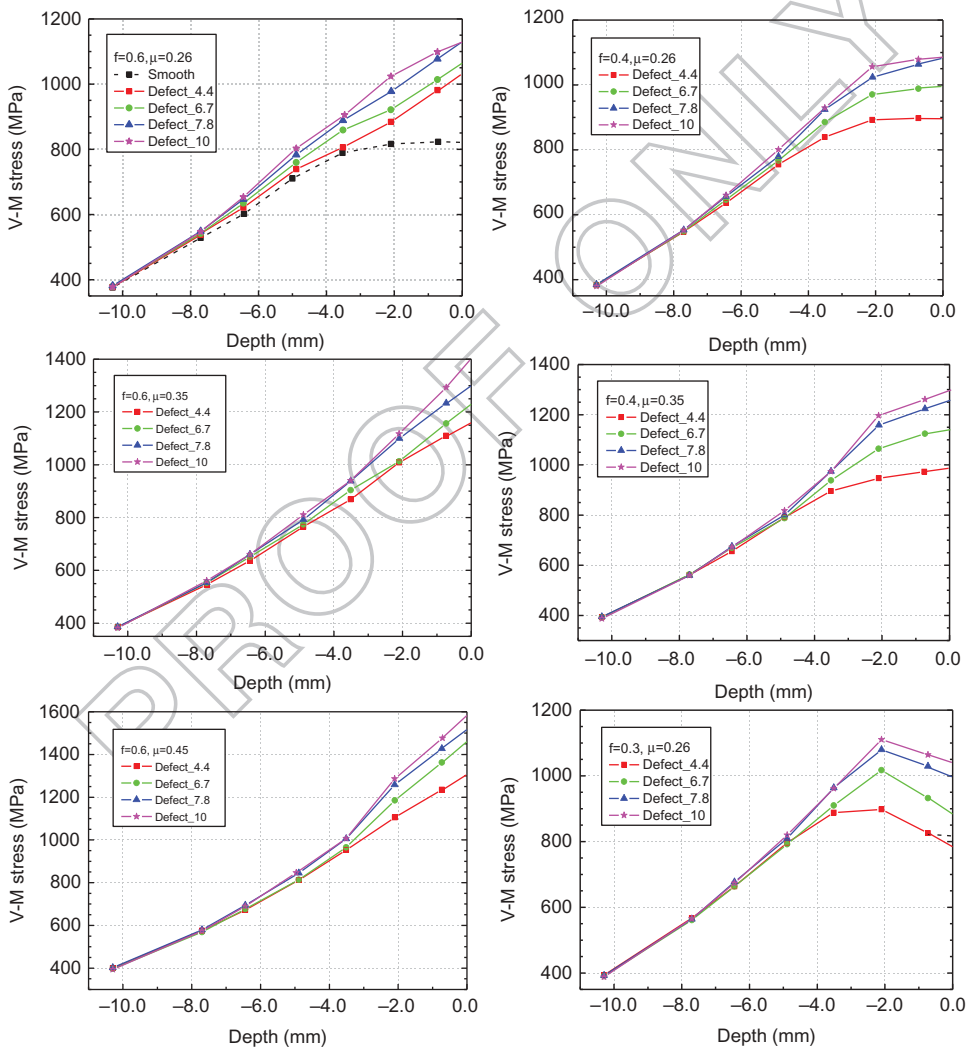 1200
1000
800
600
400
V-M stress (MPa)
f=0.6, μ=0.26
Smooth
Defect_4.4
Defect_6.7
Defect_7.8
Defect_10
–10.0 –8.0 –6.0 –4.0 –2.0 0.0
Depth (mm)
1200
1000
800
600
400
V-M stress (MPa)
f=0.4, μ=0.26
Defect_4.4
Defect_6.7
Defect_7.8
Defect_10
–10.0 –8.0 –6.0 –4.0 –2.0 0.0
Depth (mm)
1400
1200
1000
800
600
400
V-M stress (MPa)
f=0.6, μ=0.35
Defect_4.4
Defect_6.7
Defect_7.8
Defect_10
–10.0 –8.0 –6.0 –4.0 –2.0 0.0
Depth (mm)
1400
1200
1000
800
600
400
V-M stress (MPa)
f=0.4, μ=0.35
Defect_4.4
Defect_6.7
Defect_7.8
Defect_10
–10.0 –8.0 –6.0 –4.0 –2.0 0.0
Depth (mm)
1600
1400
1200
1000
800
600
400
V-M stress (MPa)
f=0.6, μ=0.45
Defect_4.4
Defect_6.7
Defect_7.8
Defect_10
–10.0 –8.0 –6.0 –4.0 –2.0 0.0
Depth (mm)
1200
1000
800
600
400
V-M stress (MPa)
f=0.3, μ=0.26
Defect_4.4
Defect_6.7
Defect_7.8
Defect_10
–10.0 –8.0 –6.0 –4.0 –2.0 0.0
Depth (mm)
PROOF ONLY